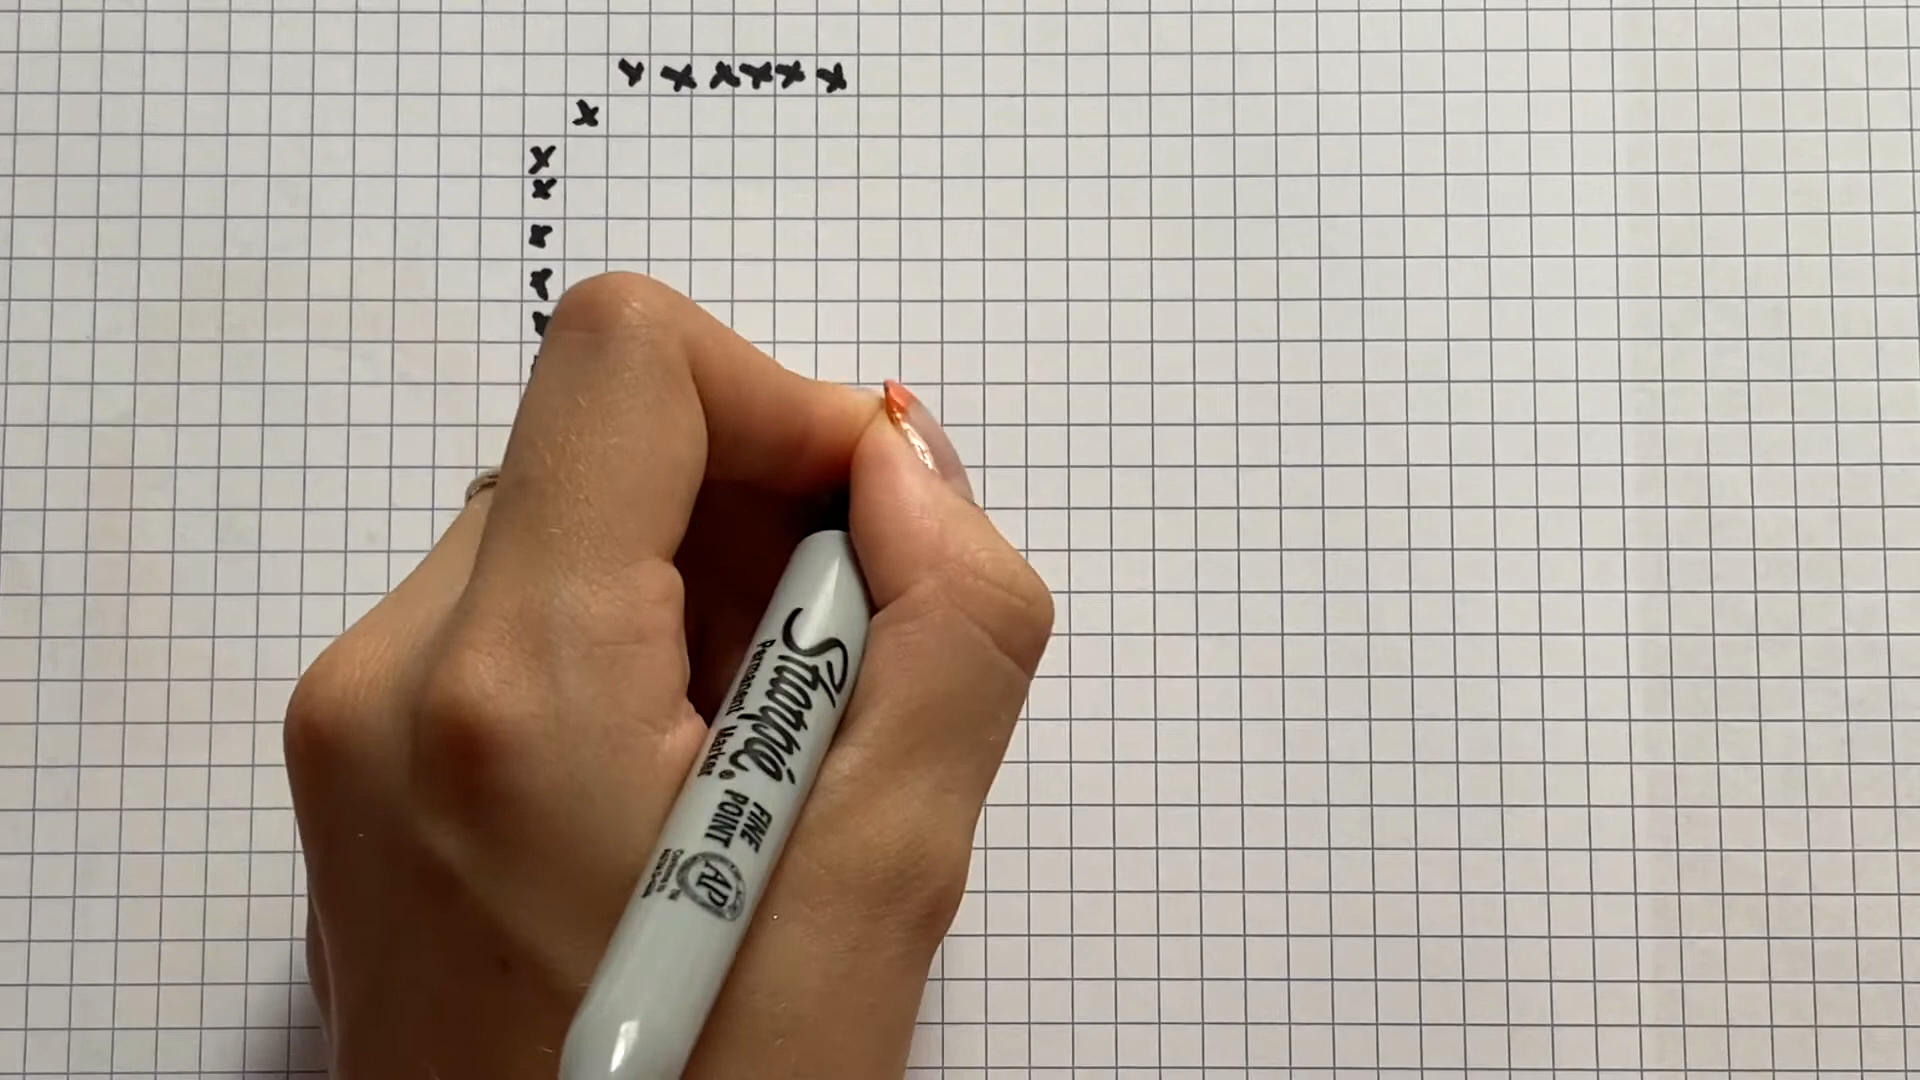 x x x x x x
x
x
x
x
x
x
Sharpie
Permanent Marker®
FINE
POINT
AP